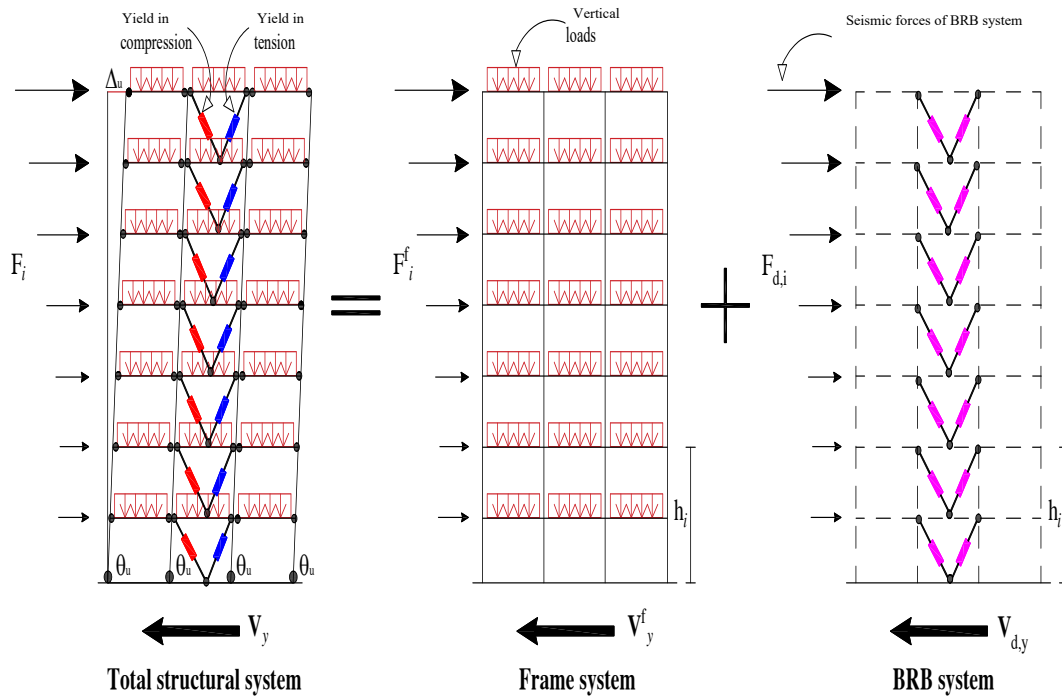 Yield in
compression
Yield in
tension
Vertical
loads
Seismic forces of BRB system
Δu
Fi
=
Ffi
+
Fd,i
hi
hi
θu
θu
θu
θu
Vy
Vfy
Vd,y
Total structural system
Frame system
BRB system